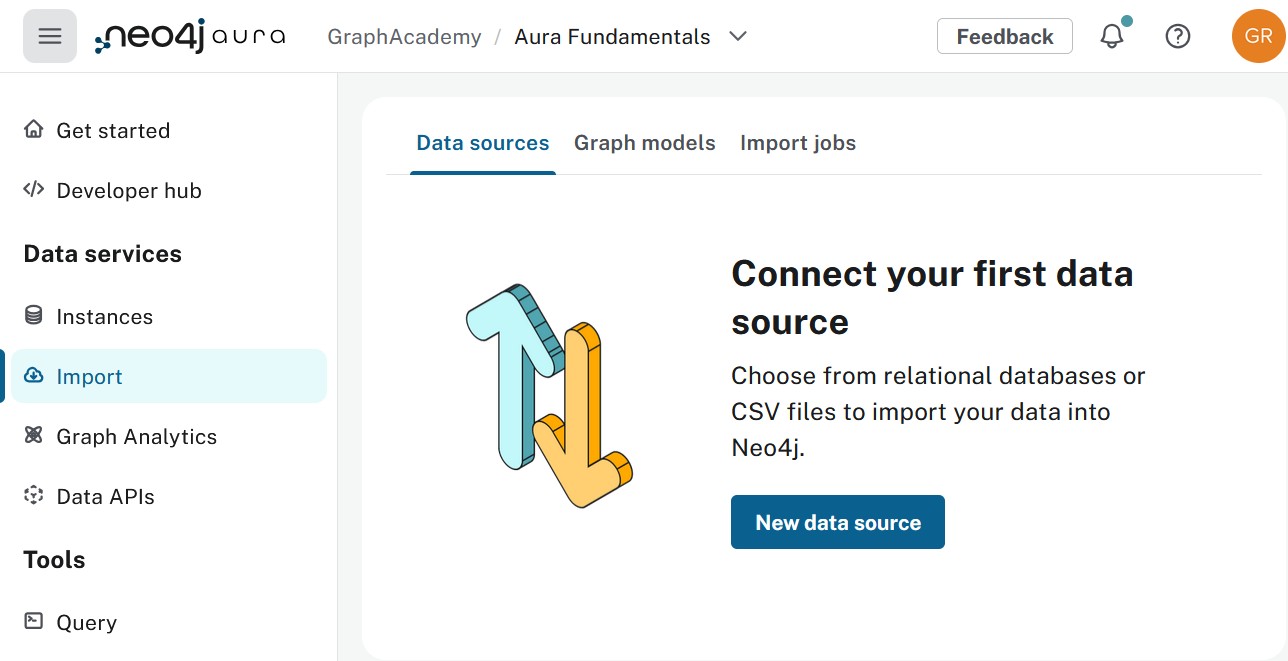 neo4j aura
GraphAcademy / Aura Fundamentals
Feedback
GR
Get started
Developer hub
Data services
Instances
Import
Graph Analytics
Data APIs
Tools
Query
Data sources
Graph models
Import jobs
Connect your first data
source
Choose from relational databases or
CSV files to import your data into
Neo4j.
New data source